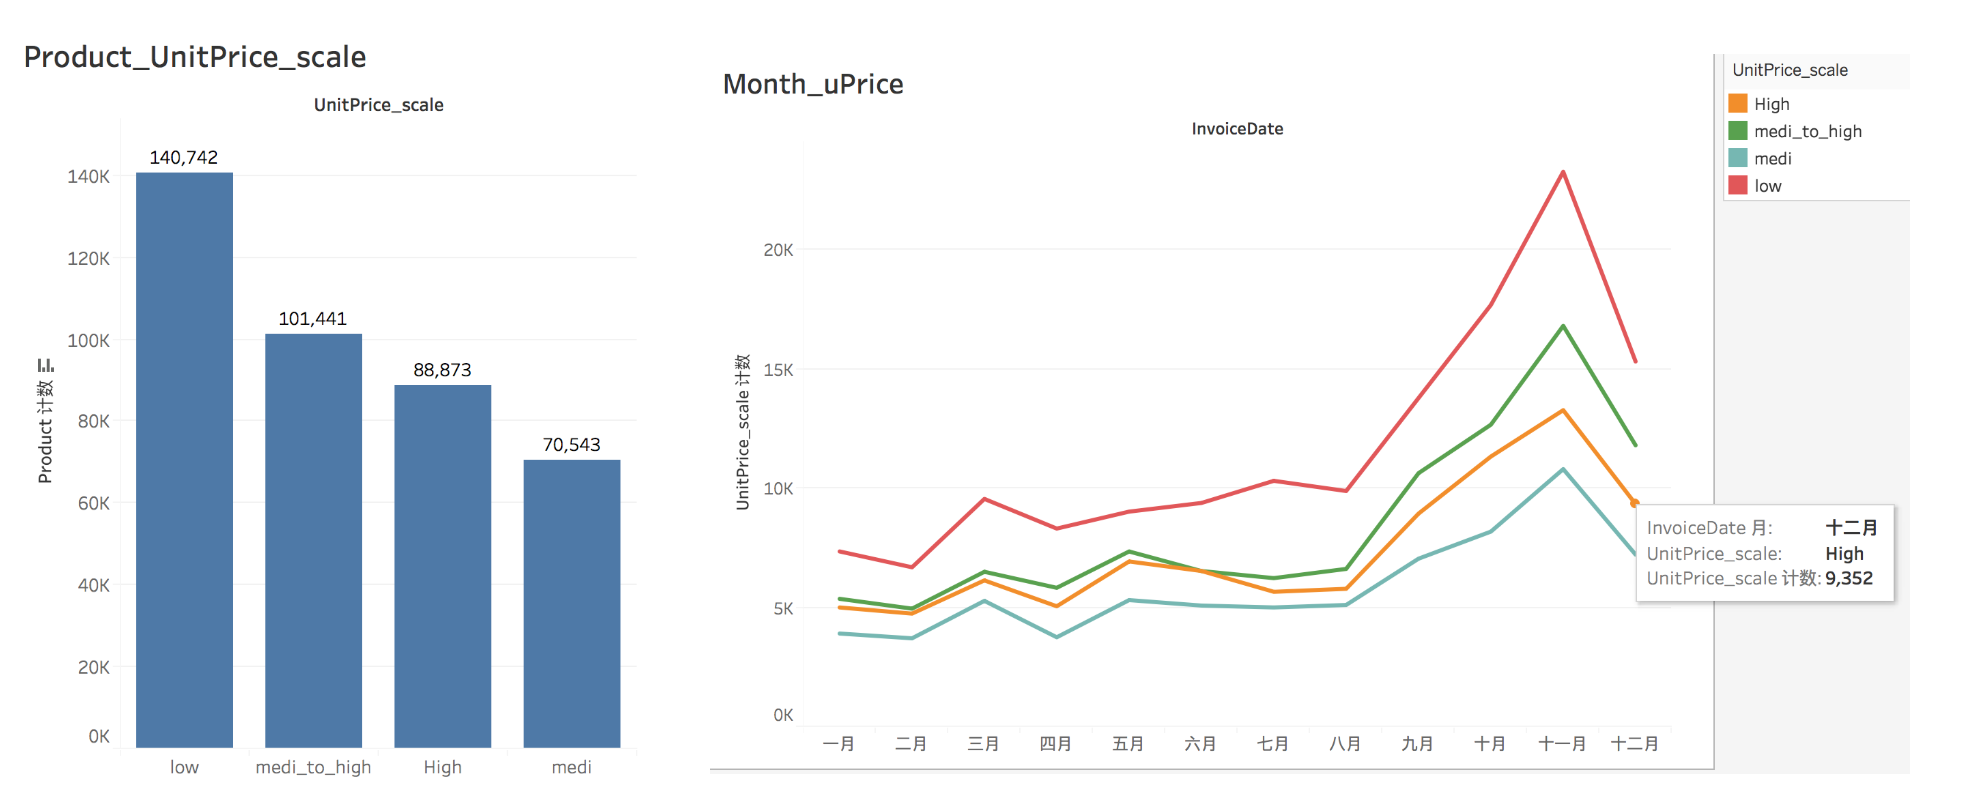 Product_UnitPrice_scale
UnitPrice_scale
Product 计数
140K
120K
100K
80K
60K
40K
20K
0K
140,742
101,441
88,873
70,543
low
medi_to_high
High
medi
Month_uPrice
InvoiceDate
UnitPrice_scale 计数
20K
15K
10K
5K
0K
一月
二月
三月
四月
五月
六月
七月
八月
九月
十月
十一月
十二月
InvoiceDate 月: 十二月
UnitPrice_scale: High
UnitPrice_scale 计数: 9,352
UnitPrice_scale
High
medi_to_high
medi
low